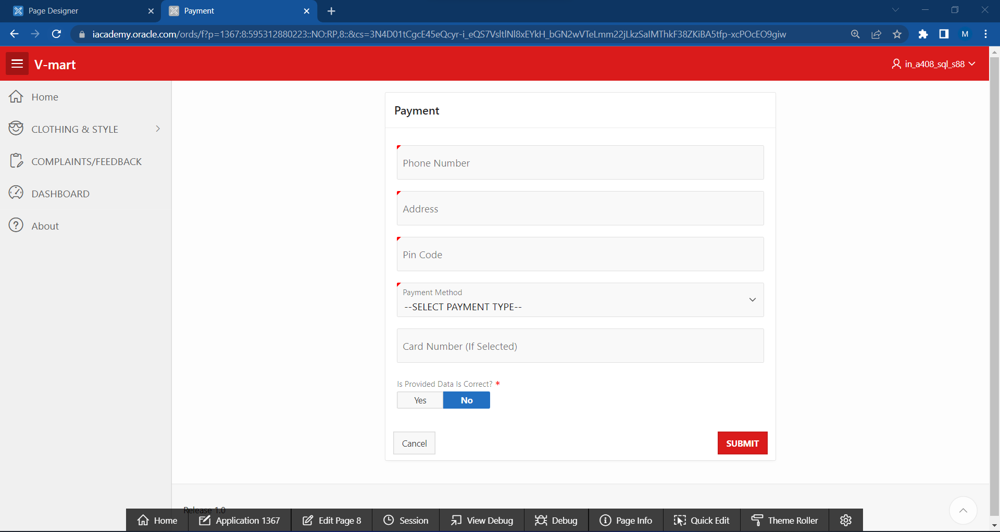 Page Designer
Payment
iacademy.oracle.com/ords/f?p=1367:8:595312880223::NO:RP,8::&cs=3N4D01tCgcE45eQcyr-i_eQS7VsltlNl8xEYkH_bGN2wVTeLmm22jLkzSaIMThkF38ZKiBA5tfp-xcPOcEO9giw
M
V-mart
in_a408_sql_s88
Home
CLOTHING & STYLE
COMPLAINTS/FEEDBACK
DASHBOARD
About
Payment
Phone Number
Address
Pin Code
Payment Method
--SELECT PAYMENT TYPE--
Card Number (If Selected)
Is Provided Data Is Correct? *
Yes No
Cancel SUBMIT
Release 1.0
Home Application 1367 Edit Page 8 Session View Debug Debug Page Info Quick Edit Theme Roller